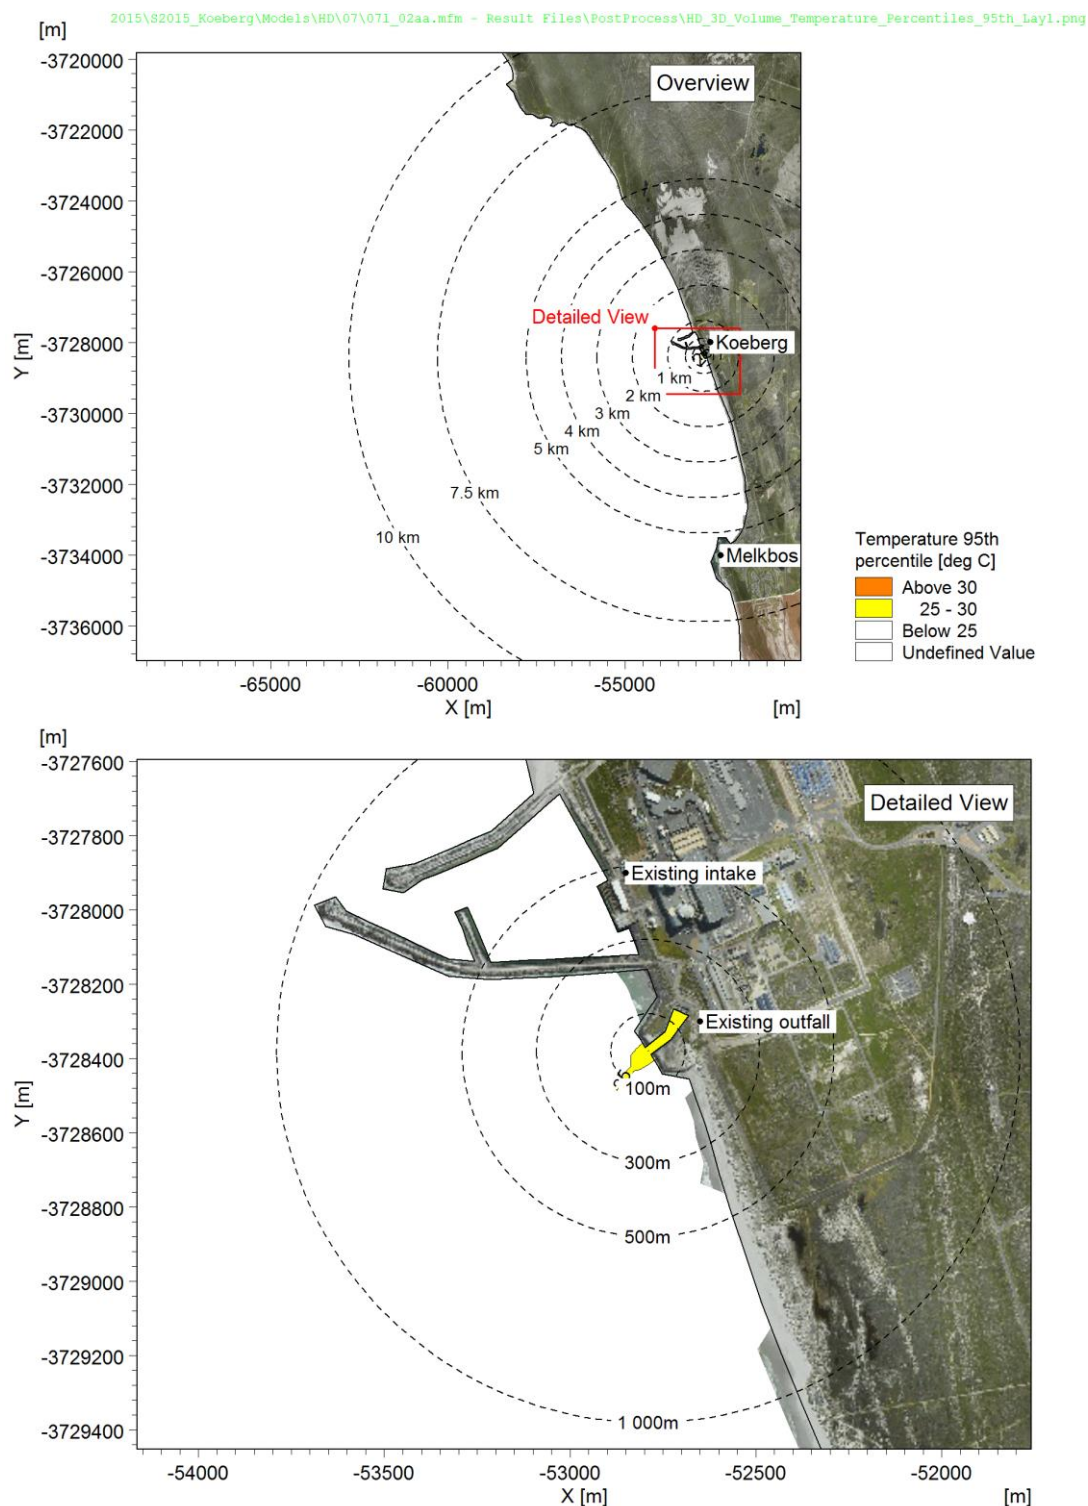 2015\S2015_Koeberg\Models\HD\07\071_02aa.mfm - Result Files\PostProcess\HD_3D_Volume_Temperature_Percentiles_95th_Lay1.png
[m]
-3720000
Overview
-3722000
-3724000
-3726000
Detailed View
-3728000
Koeberg
Y [m]
1 km
2 km
-3730000
3 km
4 km
5 km
-3732000
7.5 km
10 km
-3734000
Melkbos
-3736000
-65000
-60000
-55000
X [m]
[m]
Temperature 95th
percentile [deg C]
Above 30
25 - 30
Below 25
Undefined Value
[m]
-3727600
Detailed View
-3727800
Existing intake
-3728000
-3728200
Existing outfall
-3728400
25
100m
Y [m]
-3728600
300m
-3728800
500m
-3729000
-3729200
1 000m
-3729400
-54000
-53500
-53000
-52500
-52000
X [m]
[m]